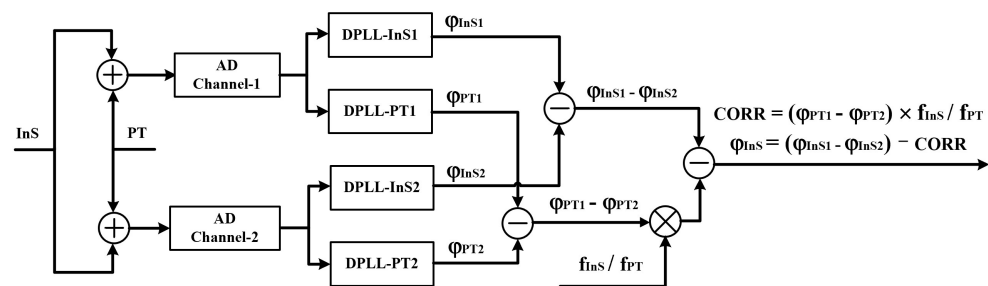 InS
PT
AD
Channel-1
AD
Channel-2
DPLL-InS1
DPLL-PT1
DPLL-InS2
DPLL-PT2
φInS1
φPT1
φInS2
φPT2
φInS1 - φInS2
φPT1 - φPT2
fInS / fPT
CORR = (φPT1 - φPT2) × fInS / fPT
φInS = (φInS1 - φInS2) − CORR